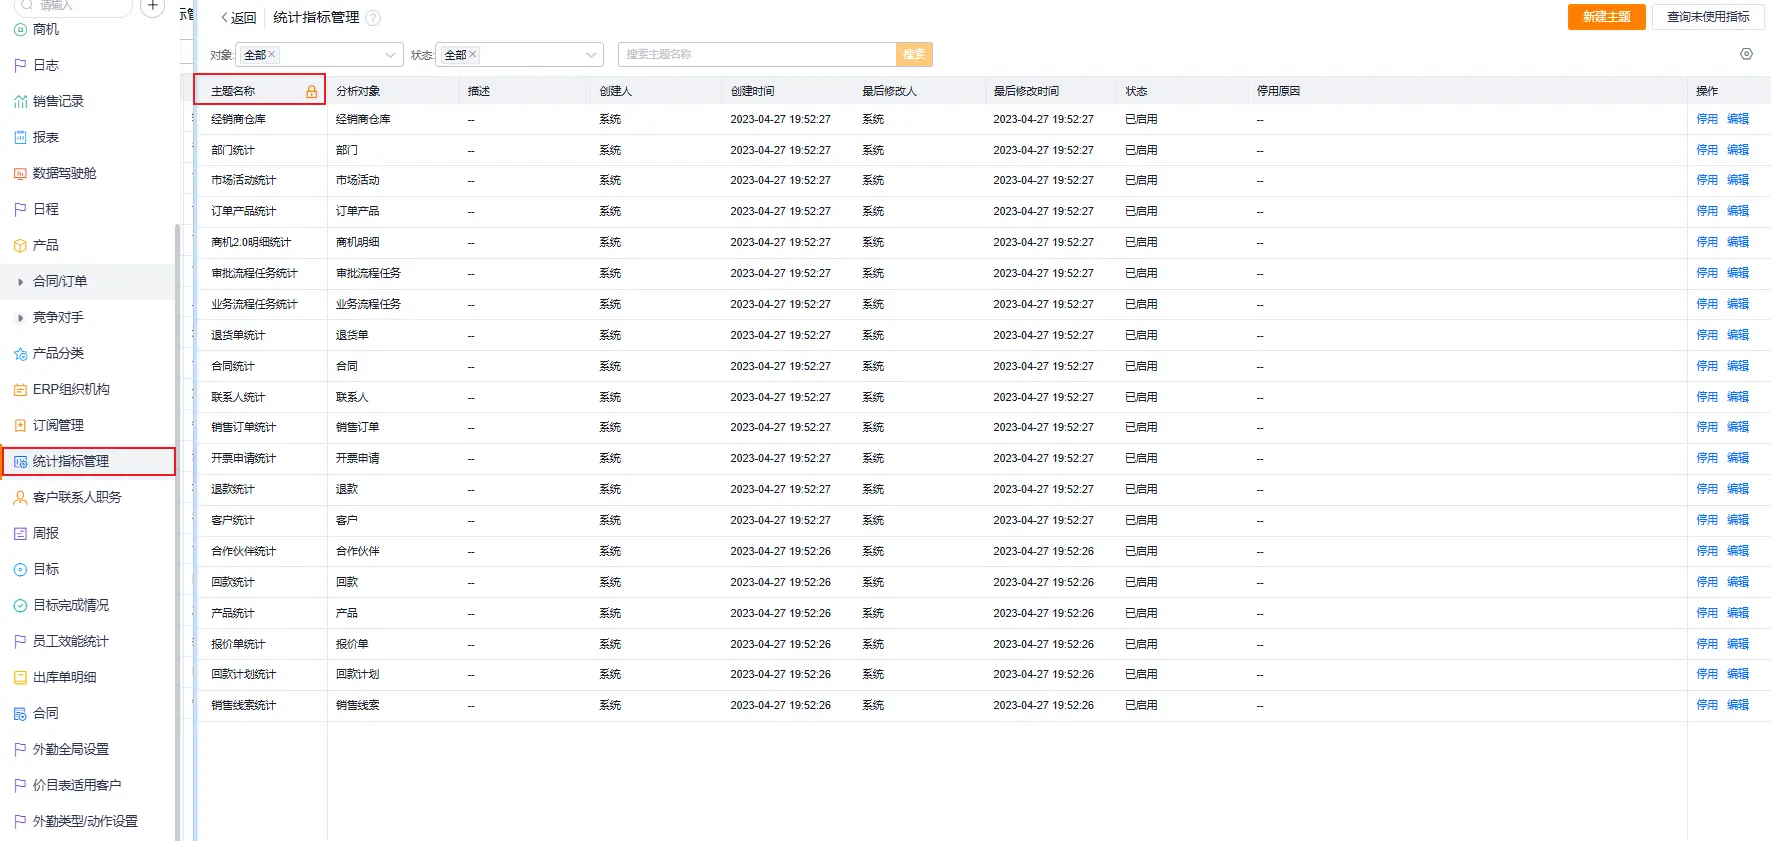 请输入
商机
日志
销售记录
报表
数据驾驶舱
日程
产品
合同/订单
竞争对手
产品分类
ERP组织机构
订阅管理
统计指标管理
客户联系人职务
周报
目标
目标完成情况
员工效能统计
出库单明细
合同
外勤全局设置
价目表适用客户
外勤类型/动作设置
返回 统计指标管理 ?
新建主题 查询未使用指标
对象: 全部× 状态: 全部× 搜索主题名称 搜索
主题名称 分析对象 描述 创建人 创建时间 最后修改人 最后修改时间 状态 停用原因 操作
经销商仓库 经销商仓库 -- 系统 2023-04-27 19:52:27 系统 2023-04-27 19:52:27 已启用 -- 停用 编辑
部门统计 部门 -- 系统 2023-04-27 19:52:27 系统 2023-04-27 19:52:27 已启用 -- 停用 编辑
市场活动统计 市场活动 -- 系统 2023-04-27 19:52:27 系统 2023-04-27 19:52:27 已启用 -- 停用 编辑
订单产品统计 订单产品 -- 系统 2023-04-27 19:52:27 系统 2023-04-27 19:52:27 已启用 -- 停用 编辑
商机2.0明细统计 商机明细 -- 系统 2023-04-27 19:52:27 系统 2023-04-27 19:52:27 已启用 -- 停用 编辑
审批流程任务统计 审批流程任务 -- 系统 2023-04-27 19:52:27 系统 2023-04-27 19:52:27 已启用 -- 停用 编辑
业务流程任务统计 业务流程任务 -- 系统 2023-04-27 19:52:27 系统 2023-04-27 19:52:27 已启用 -- 停用 编辑
退货单统计 退货单 -- 系统 2023-04-27 19:52:27 系统 2023-04-27 19:52:27 已启用 -- 停用 编辑
合同统计 合同 -- 系统 2023-04-27 19:52:27 系统 2023-04-27 19:52:27 已启用 -- 停用 编辑
联系人统计 联系人 -- 系统 2023-04-27 19:52:27 系统 2023-04-27 19:52:27 已启用 -- 停用 编辑
销售订单统计 销售订单 -- 系统 2023-04-27 19:52:27 系统 2023-04-27 19:52:27 已启用 -- 停用 编辑
开票申请统计 开票申请 -- 系统 2023-04-27 19:52:27 系统 2023-04-27 19:52:27 已启用 -- 停用 编辑
退款统计 退款 -- 系统 2023-04-27 19:52:27 系统 2023-04-27 19:52:27 已启用 -- 停用 编辑
客户统计 客户 -- 系统 2023-04-27 19:52:27 系统 2023-04-27 19:52:27 已启用 -- 停用 编辑
合作伙伴统计 合作伙伴 -- 系统 2023-04-27 19:52:26 系统 2023-04-27 19:52:26 已启用 -- 停用 编辑
回款统计 回款 -- 系统 2023-04-27 19:52:26 系统 2023-04-27 19:52:26 已启用 -- 停用 编辑
产品统计 产品 -- 系统 2023-04-27 19:52:26 系统 2023-04-27 19:52:26 已启用 -- 停用 编辑
报价单统计 报价单 -- 系统 2023-04-27 19:52:26 系统 2023-04-27 19:52:26 已启用 -- 停用 编辑
回款计划统计 回款计划 -- 系统 2023-04-27 19:52:26 系统 2023-04-27 19:52:26 已启用 -- 停用 编辑
销售线索统计 销售线索 -- 系统 2023-04-27 19:52:26 系统 2023-04-27 19:52:26 已启用 -- 停用 编辑